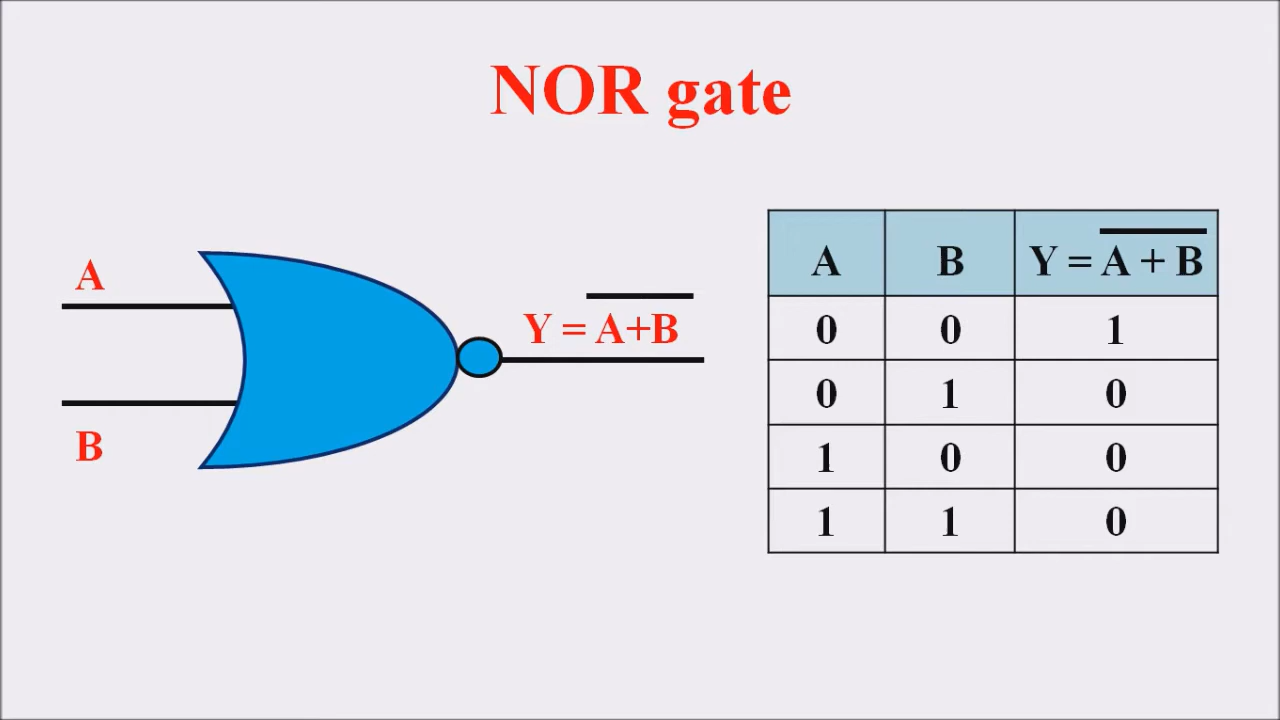 NOR gate
A
B
Y = A̅+̅B̅
A B Y = A̅ ̅+̅ ̅B̅
0 0 1
0 1 0
1 0 0
1 1 0